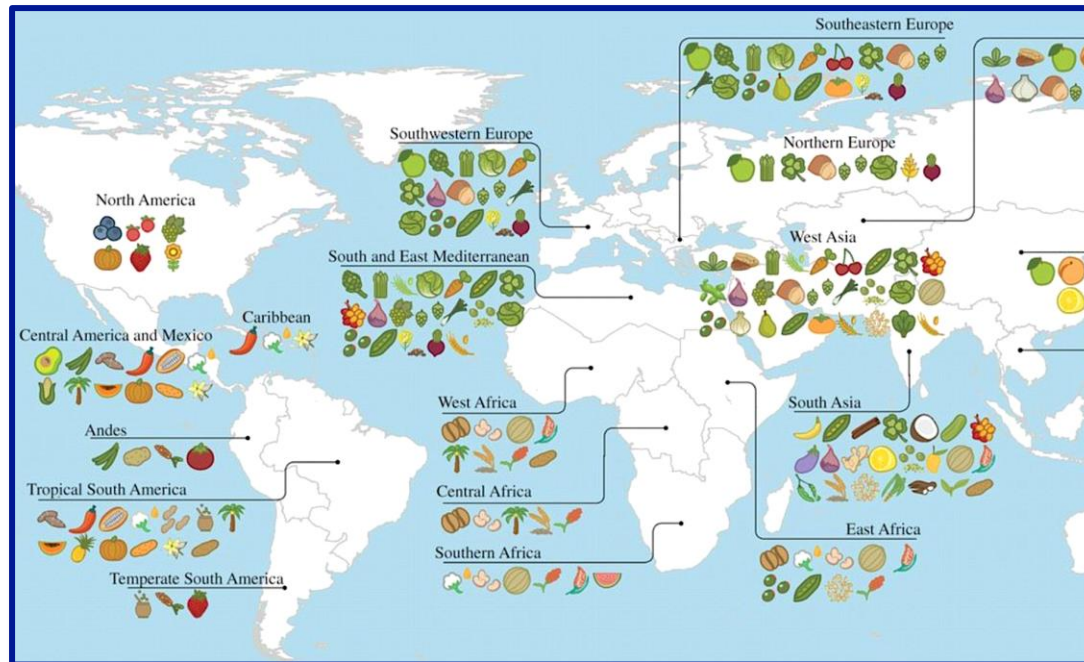 Southeastern Europe
Southwestern Europe
Northern Europe
North America
West Asia
South and East Mediterranean
Caribbean
Central America and Mexico
West Africa
South Asia
Andes
Tropical South America
Central Africa
East Africa
Southern Africa
Temperate South America